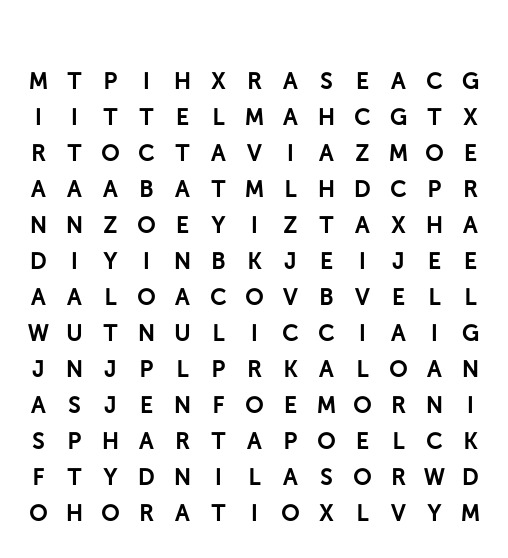 M T P I H X R A S E A C G
I I T T E L M A H C G T X
R T O C T A V I A Z M O E
A A A B A T M L H D C P R
N N Z O E Y I Z T A X H A
D I Y I N B K J E I J E E
A A L O A C O V B V E L L
W U T N U L I C C I A I G
J N J P L P R K A L O A N
A S J E N F O E M O R N I
S P H A R T A P O E L C K
F T Y D N I L A S O R W D
O H O R A T I O X L V Y M